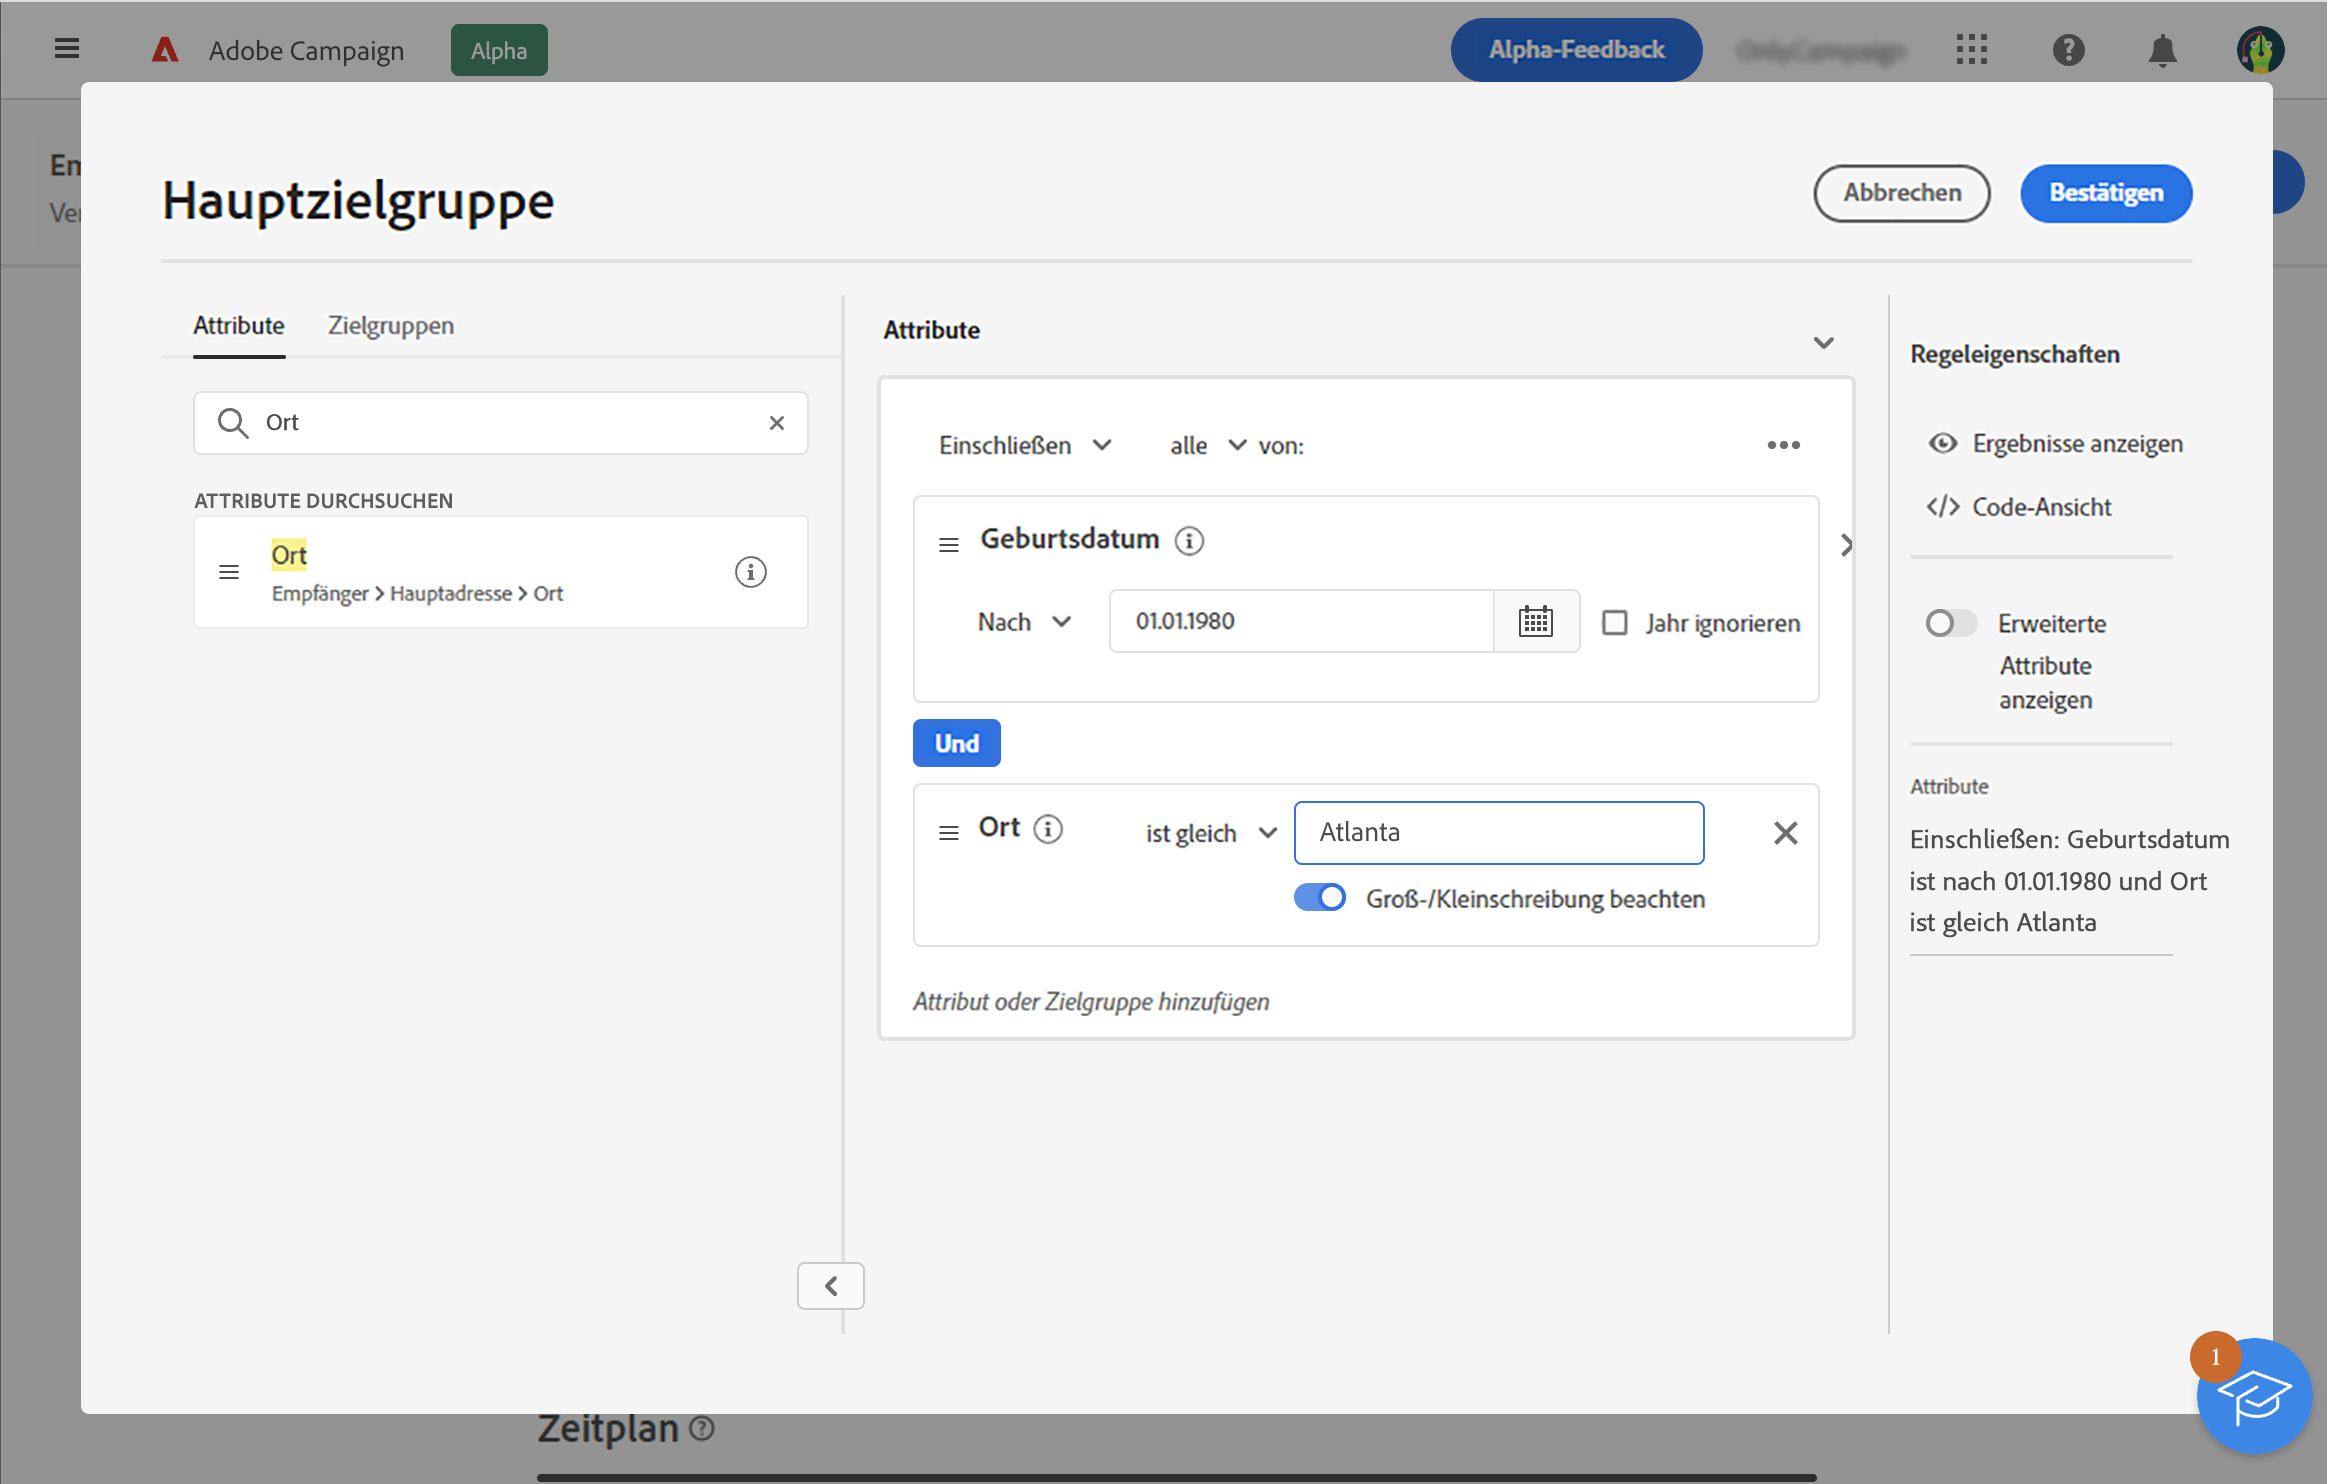 Adobe Campaign
Alpha
Alpha-Feedback
Hauptzielgruppe
Abbrechen
Bestätigen
Attribute
Zielgruppen
Ort
ATTRIBUTE DURCHSUCHEN
Ort
Empfänger > Hauptadresse > Ort
Attribute
Einschließen
alle
von:
Geburtsdatum
Nach
01.01.1980
Jahr ignorieren
Und
Ort
ist gleich
Atlanta
Groß-/Kleinschreibung beachten
Attribut oder Zielgruppe hinzufügen
Regeleigenschaften
Ergebnisse anzeigen
</> Code-Ansicht
Erweiterte
Attribute
anzeigen
Attribute
Einschließen: Geburtsdatum
ist nach 01.01.1980 und Ort
ist gleich Atlanta
1
Zeitplan